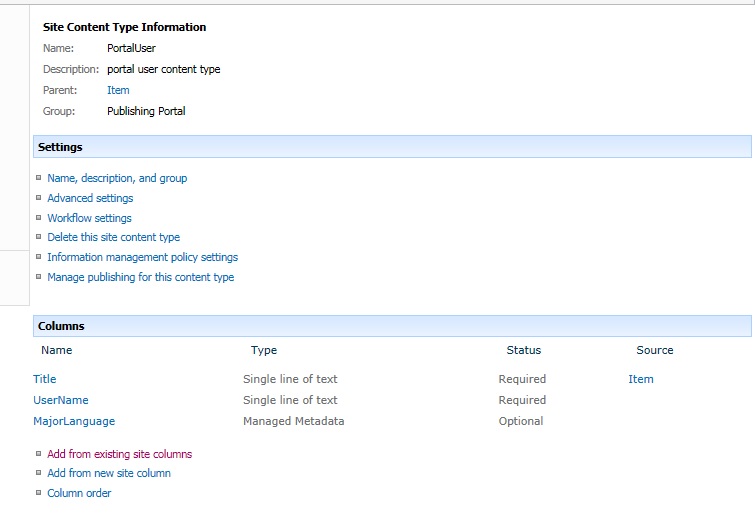 Site Content Type Information
Name: PortalUser
Description: portal user content type
Parent: Item
Group: Publishing Portal
Settings
Name, description, and group
Advanced settings
Workflow settings
Delete this site content type
Information management policy settings
Manage publishing for this content type
Columns
Name Type Status Source
Title Single line of text Required Item
UserName Single line of text Required
MajorLanguage Managed Metadata Optional
Add from existing site columns
Add from new site column
Column order